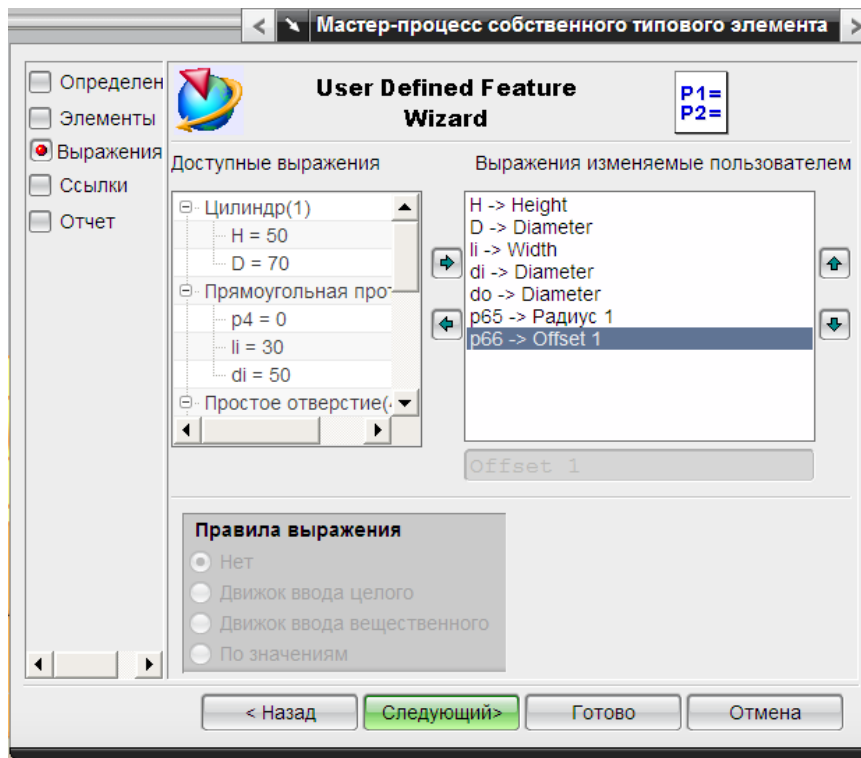 Мастер-процесс собственного типового элемента
Определен
Элементы
Выражения
Ссылки
Отчет
User Defined Feature
Wizard
P1=
P2=
Доступные выражения
Выражения изменяемые пользователем
Цилиндр(1)
H = 50
D = 70
Прямоугольная прот
p4 = 0
li = 30
di = 50
Простое отверстие(4
H -> Height
D -> Diameter
li -> Width
di -> Diameter
do -> Diameter
p65 -> Радиус 1
p66 -> Offset 1
Offset 1
Правила выражения
Нет
Движок ввода целого
Движок ввода вещественного
По значениям
< Назад
Следующий>
Готово
Отмена